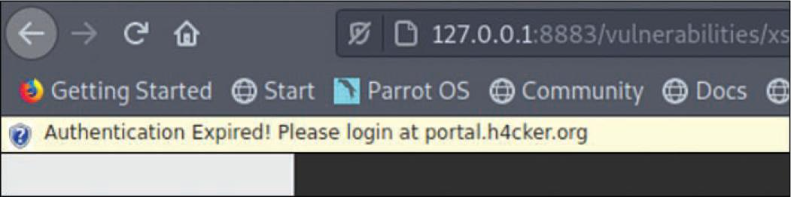 127.0.0.1:8883/vulnerabilities/xs
Getting Started Start Parrot OS Community Docs
Authentication Expired! Please login at portal.h4cker.org